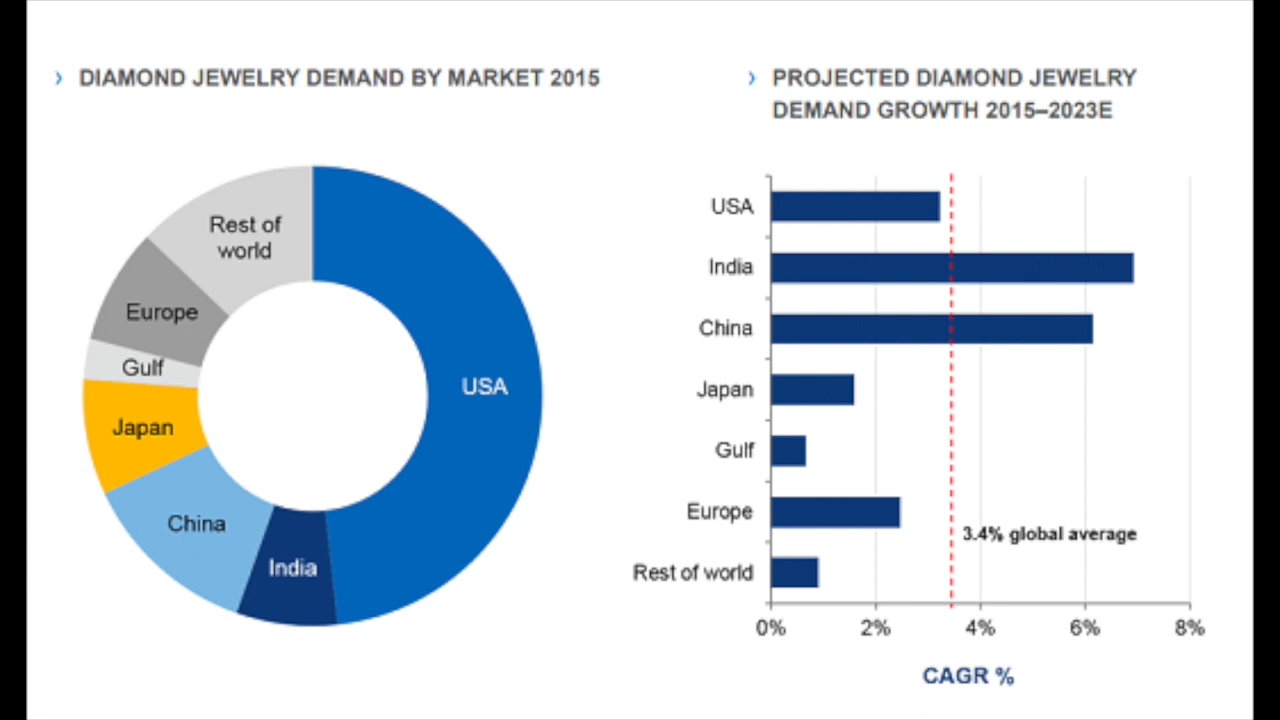 › DIAMOND JEWELRY DEMAND BY MARKET 2015
Rest of
world
Europe
Gulf
Japan
China
India
USA
› PROJECTED DIAMOND JEWELRY
DEMAND GROWTH 2015–2023E
USA
India
China
Japan
Gulf
Europe
Rest of world
3.4% global average
0% 2% 4% 6% 8%
CAGR %